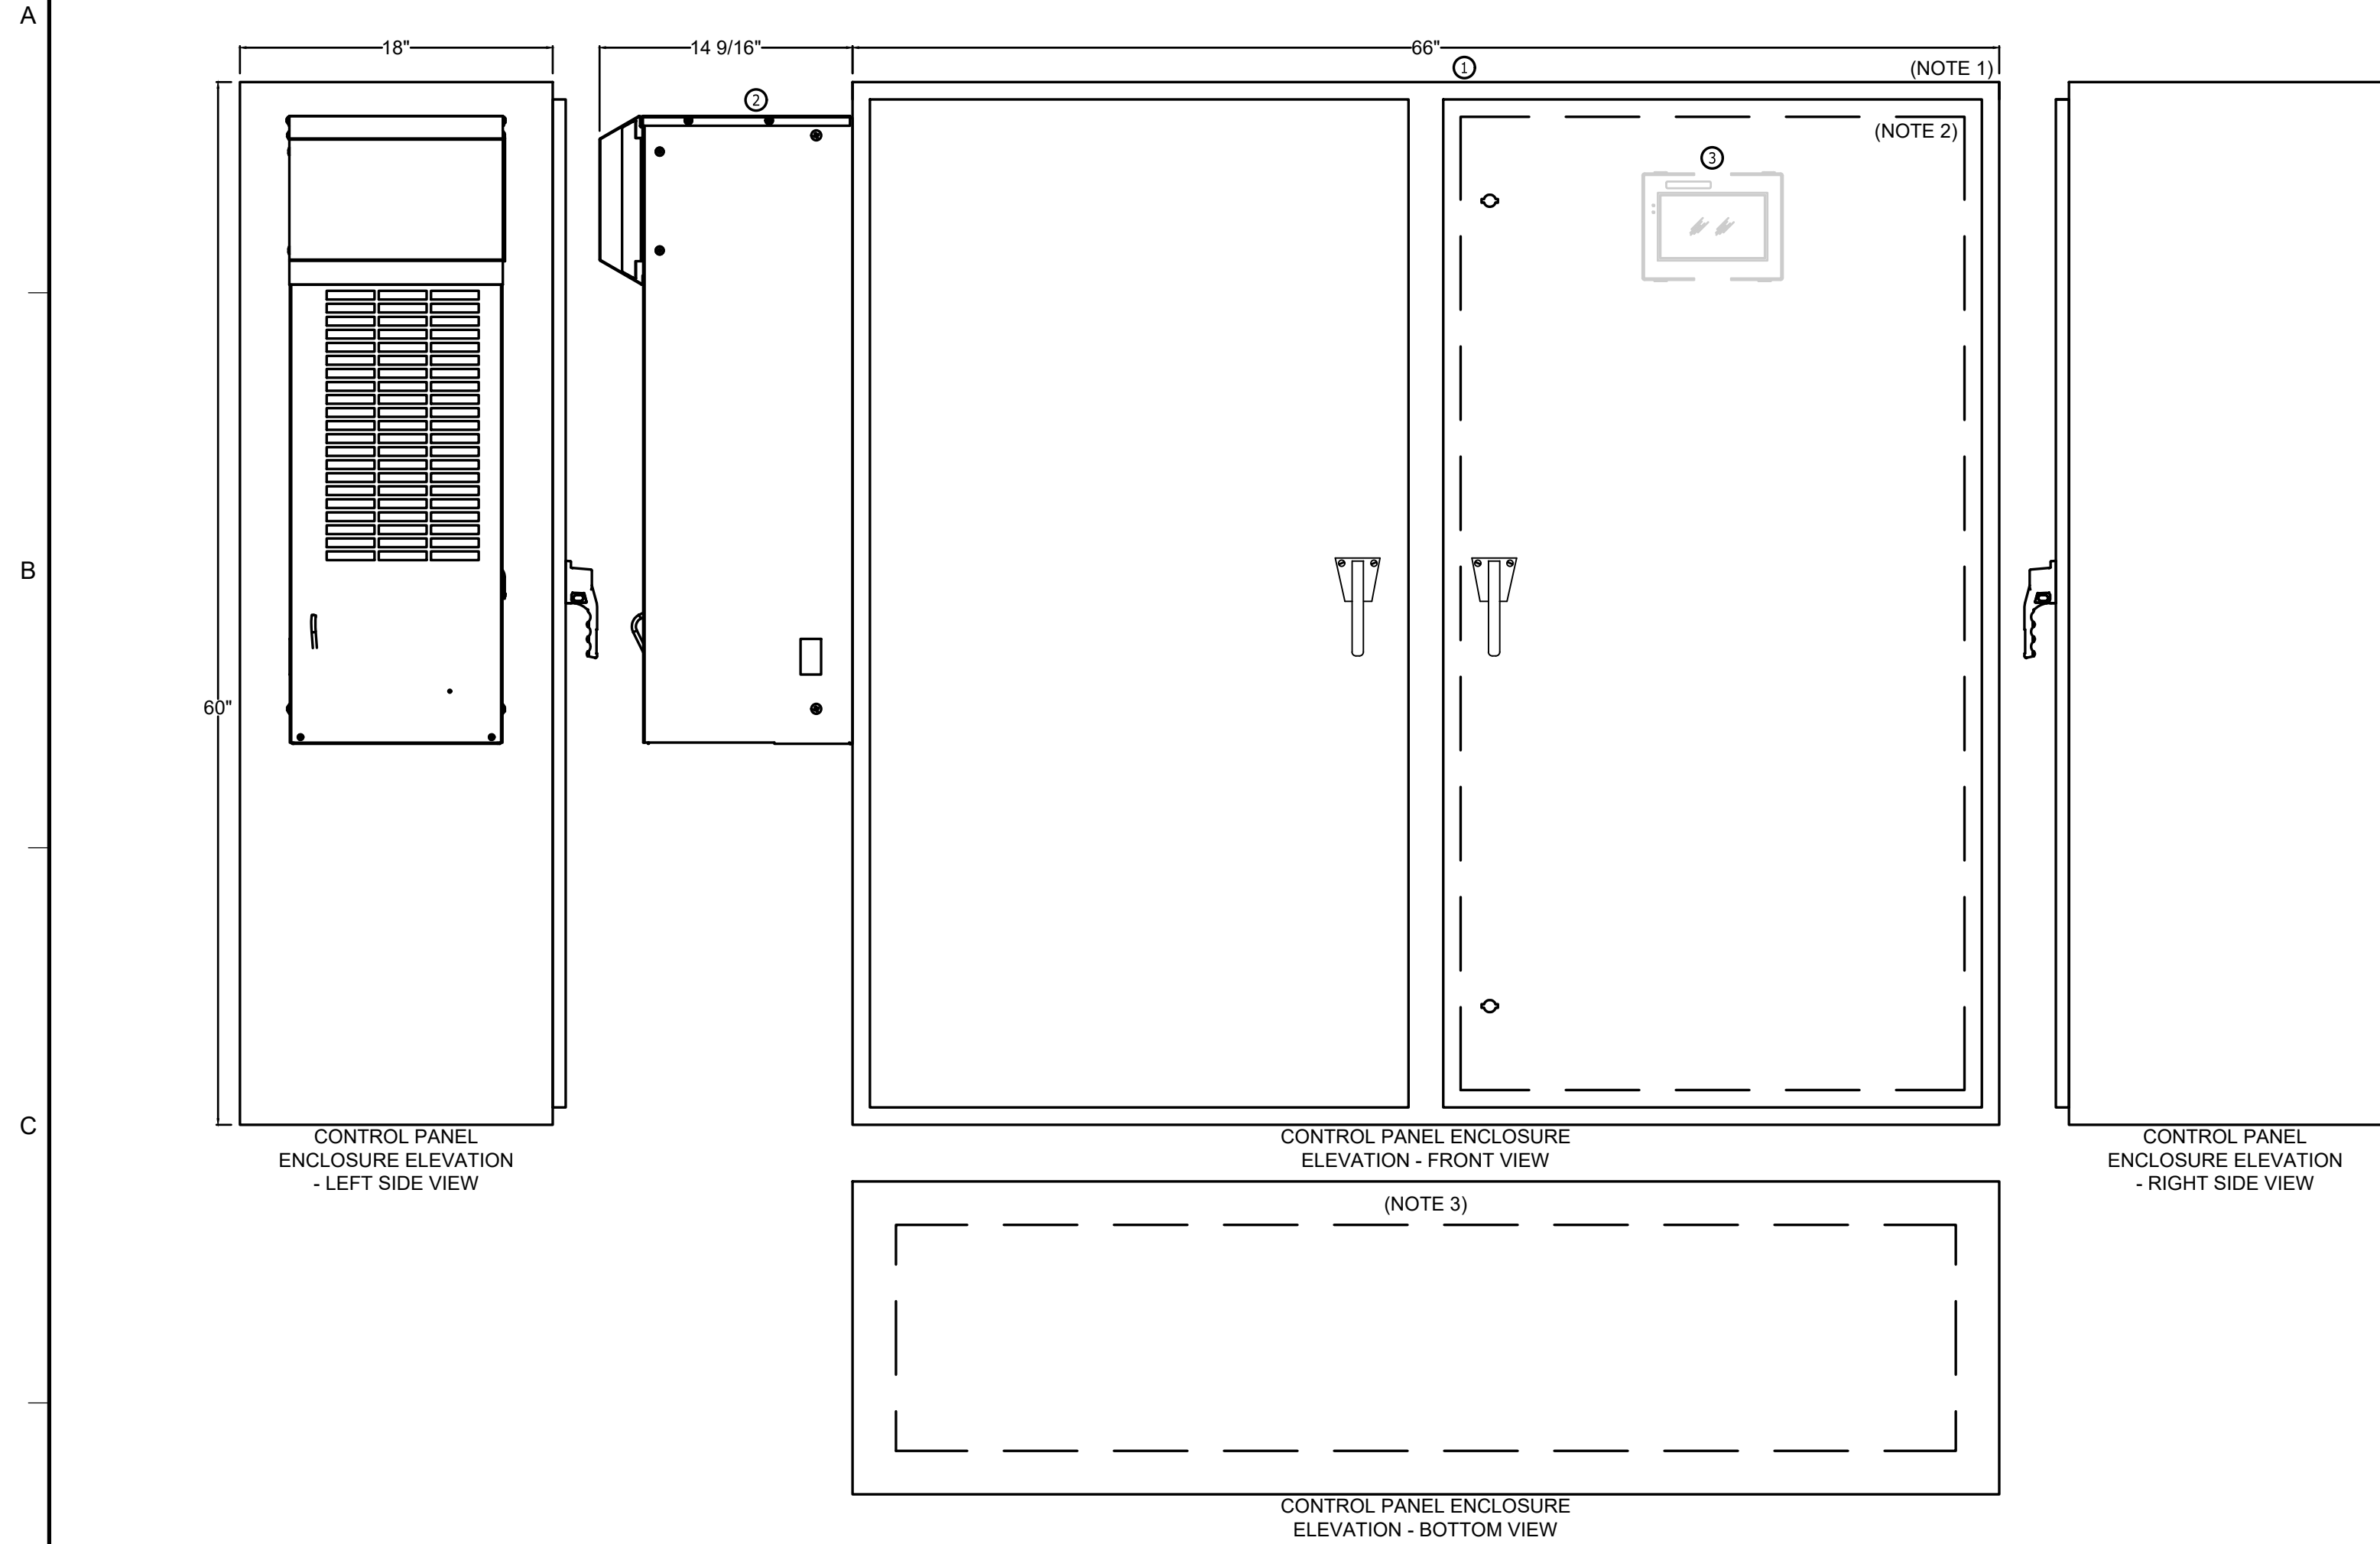 A
18"
14 9/16"
66"
1
(NOTE 1)
2
(NOTE 2)
3
B
60"
C
CONTROL PANEL
ENCLOSURE ELEVATION
- LEFT SIDE VIEW
CONTROL PANEL ENCLOSURE
ELEVATION - FRONT VIEW
CONTROL PANEL
ENCLOSURE ELEVATION
- RIGHT SIDE VIEW
(NOTE 3)
CONTROL PANEL ENCLOSURE
ELEVATION - BOTTOM VIEW